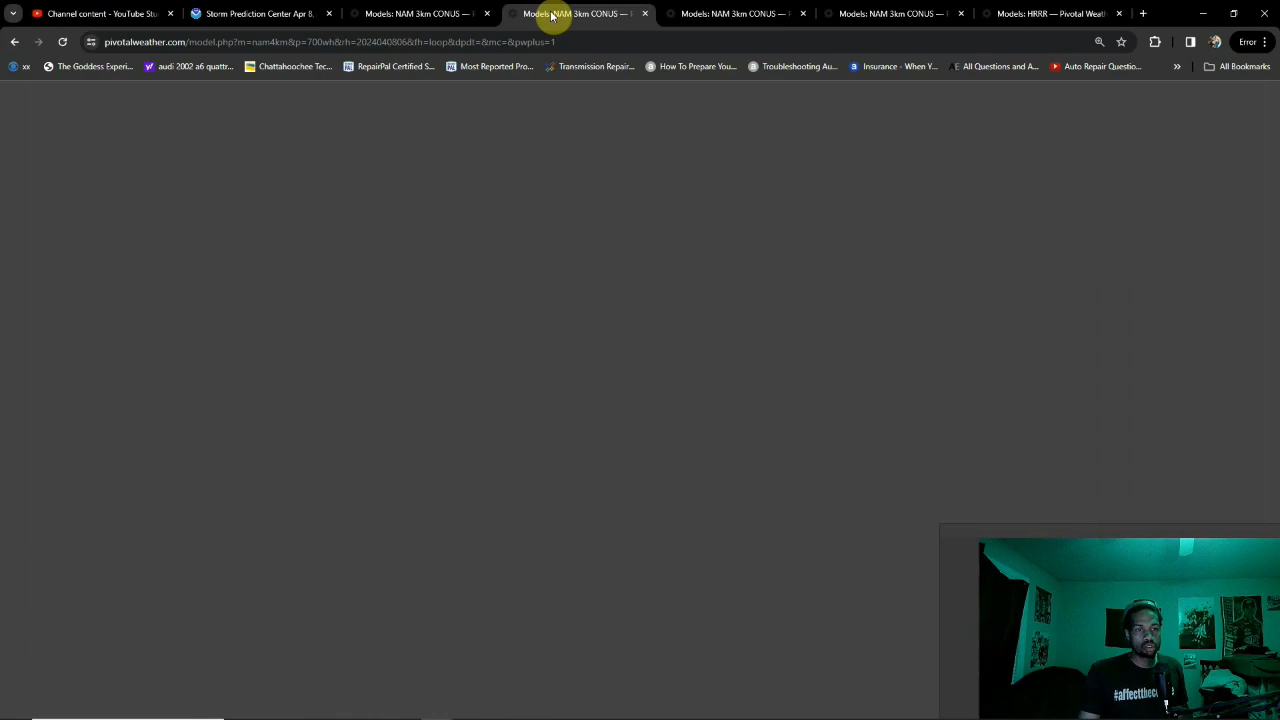 Channel content - YouTube Stu
Storm Prediction Center Apr 8,
Models: NAM 3km CONUS — P
Models: NAM 3km CONUS — P
Models: NAM 3km CONUS — P
Models: NAM 3km CONUS — P
Models: HRRR — Pivotal Weath
pivotalweather.com/model.php?m=nam4km&p=700wh&rh=2024040806&fh=loop&dpdt=&mc=&pwplus=1
Error
xx
The Goddess Experi...
audi 2002 a6 quattr...
Chattahoochee Tec...
RepairPal Certified S...
Most Reported Pro...
Transmission Repair...
How To Prepare You...
Troubleshooting Au...
Insurance - When Y...
AE All Questions and A...
Auto Repair Questio...
All Bookmarks